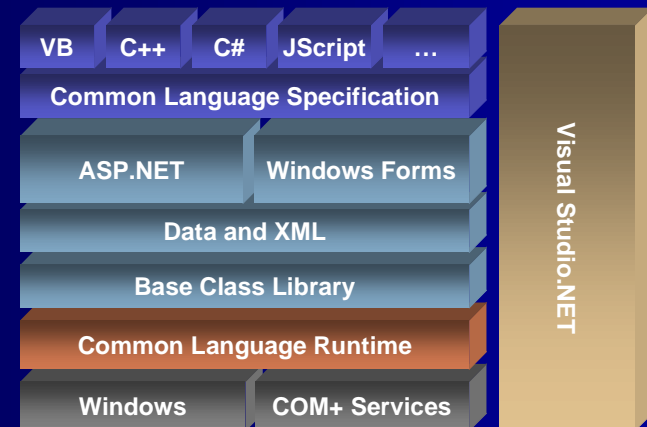 VB C++ C# JScript …
Common Language Specification
ASP.NET Windows Forms
Data and XML
Base Class Library
Common Language Runtime
Windows COM+ Services
Visual Studio.NET